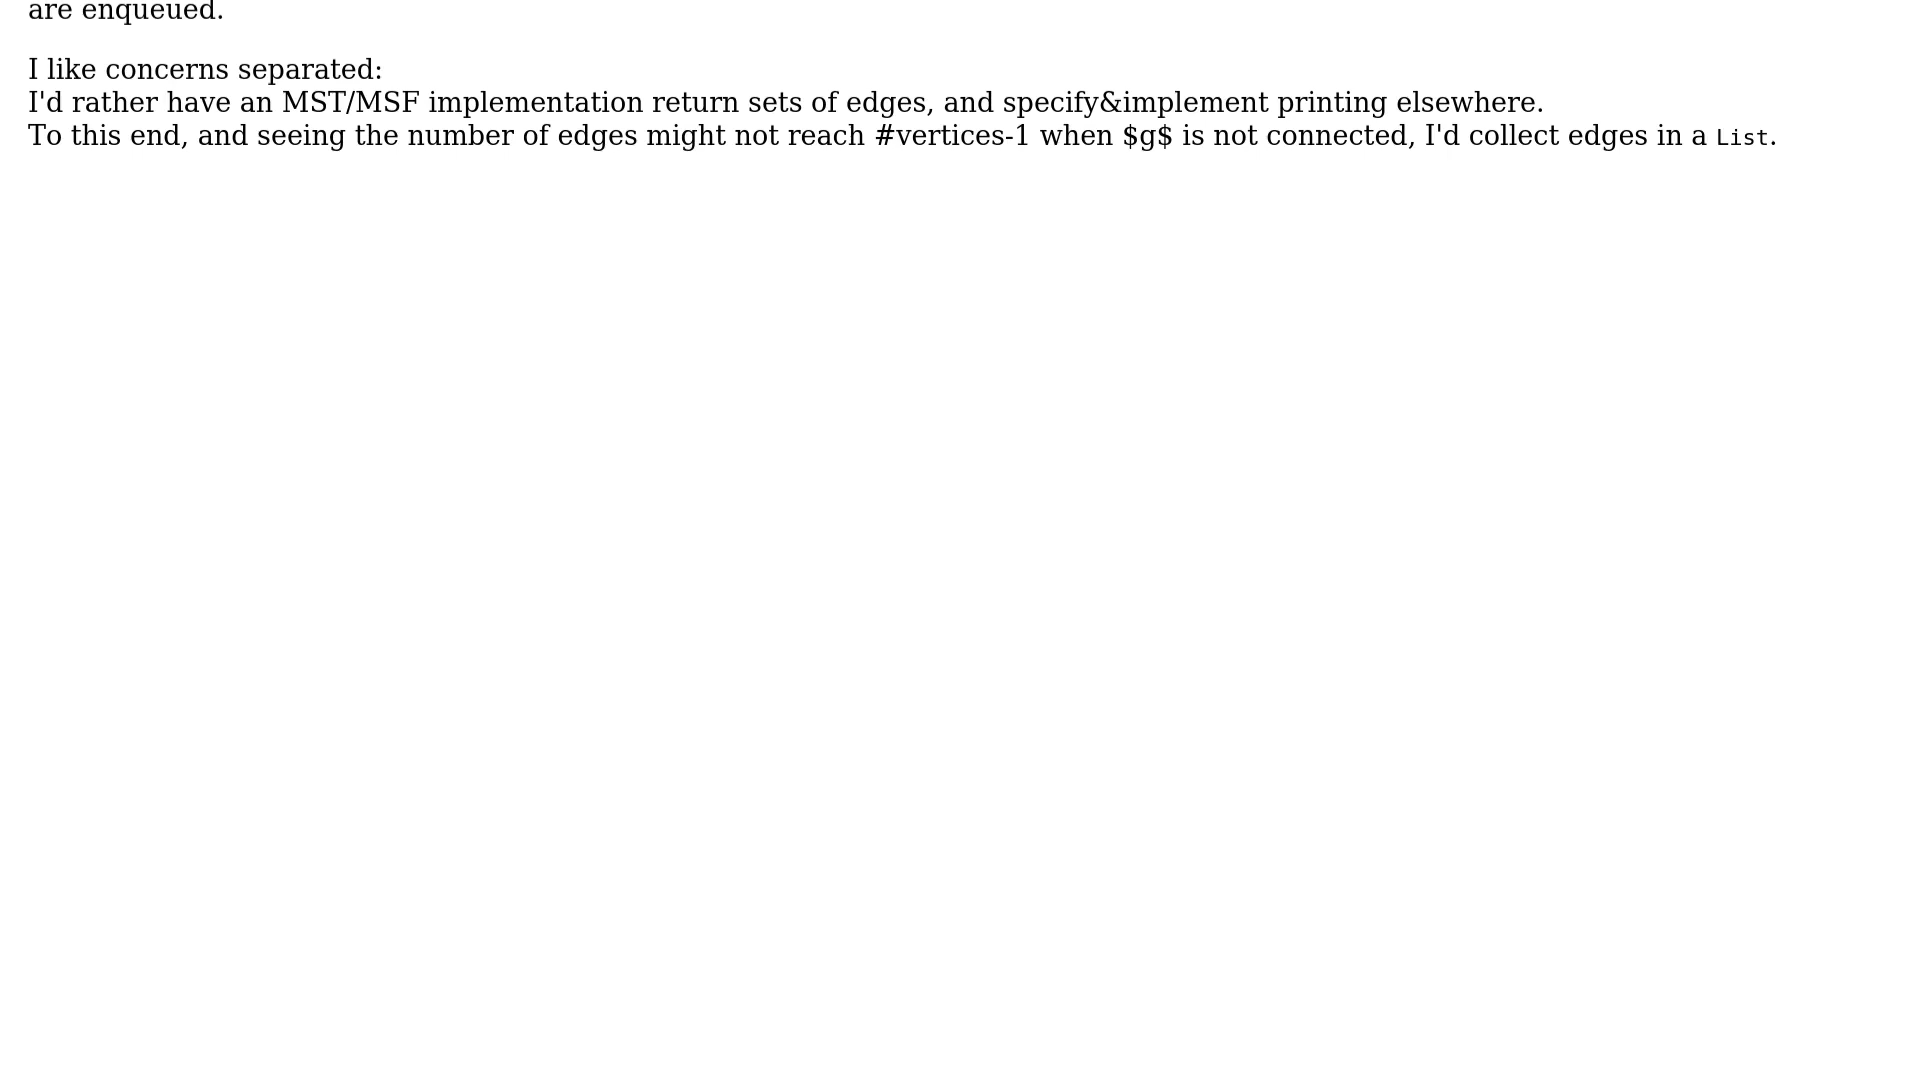 are enqueued.
I like concerns separated:
I'd rather have an MST/MSF implementation return sets of edges, and specify&implement printing elsewhere.
To this end, and seeing the number of edges might not reach #vertices-1 when $g$ is not connected, I'd collect edges in a List.